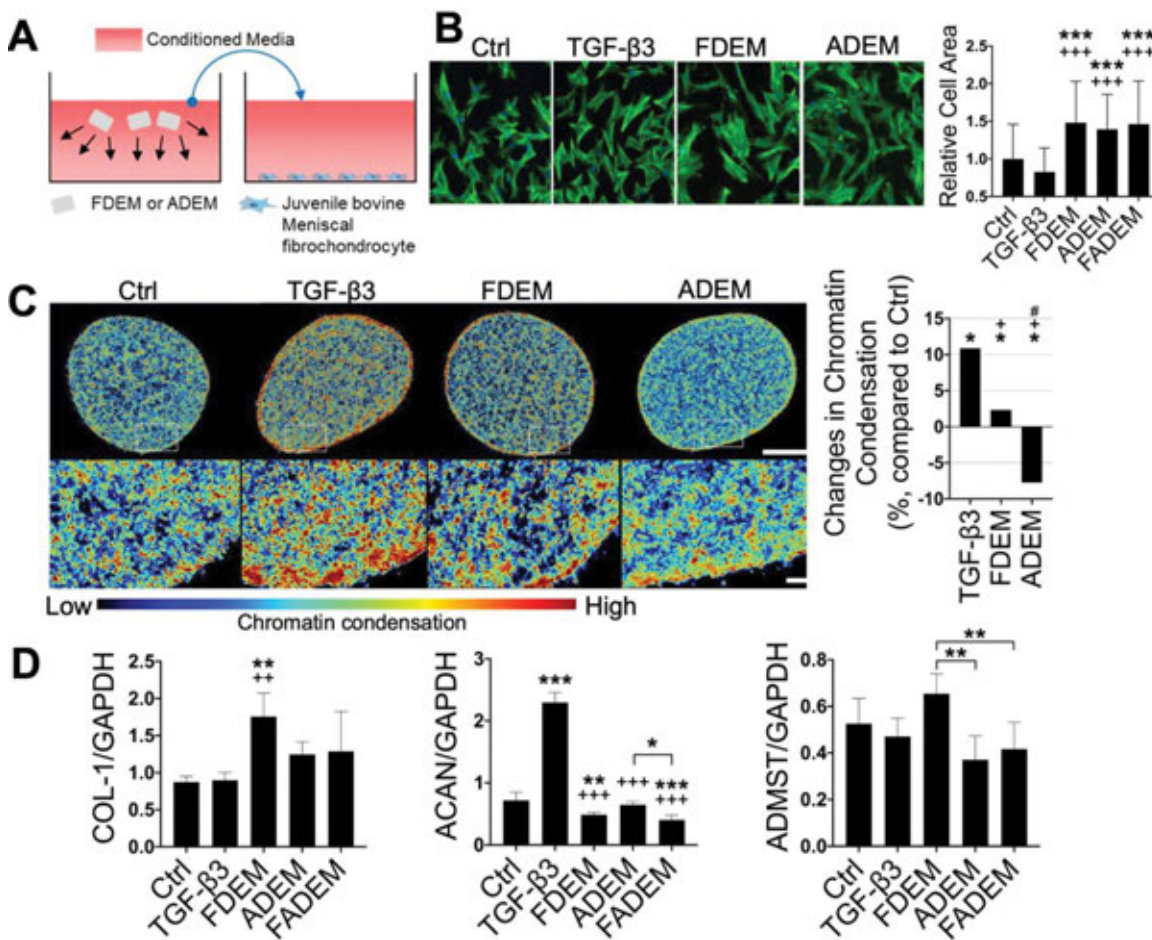 A
Conditioned Media
FDEM or ADEM
Juvenile bovine
Meniscal
fibrochondrocyte
B
Ctrl
TGF-β3
FDEM
ADEM
Relative Cell Area
2.5
2.0
1.5
1.0
0.5
***
+++
***
+++
***
+++
Ctrl
TGF-β3
FDEM
ADEM
FADEM
C
Ctrl
TGF-β3
FDEM
ADEM
Low
High
Chromatin condensation
Changes in Chromatin
Condensation
(%, compared to Ctrl)
15
10
5
0
-5
-10
*
+
*
#
+
*
TGF-β3
FDEM
ADEM
D
COL-1/GAPDH
2.5
2.0
1.5
1.0
0.5
0.0
**
++
Ctrl
TGF-β3
FDEM
ADEM
FADEM
ACAN/GAPDH
3
2
1
0
***
**
+++
+++
*
***
+++
Ctrl
TGF-β3
FDEM
ADEM
FADEM
ADMST/GAPDH
0.8
0.6
0.4
0.2
0.0
**
**
Ctrl
TGF-β3
FDEM
ADEM
FADEM